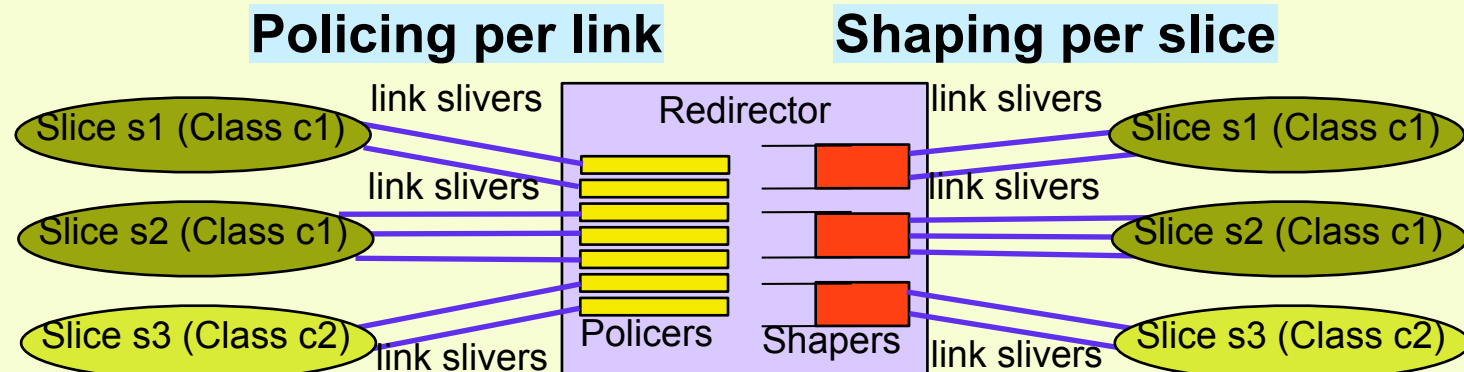 Policing per link
Shaping per slice
link slivers
Redirector
link slivers
Slice s1 (Class c1)
Slice s1 (Class c1)
link slivers
link slivers
Slice s2 (Class c1)
Slice s2 (Class c1)
Slice s3 (Class c2)
Policers
Shapers
Slice s3 (Class c2)
link slivers
link slivers